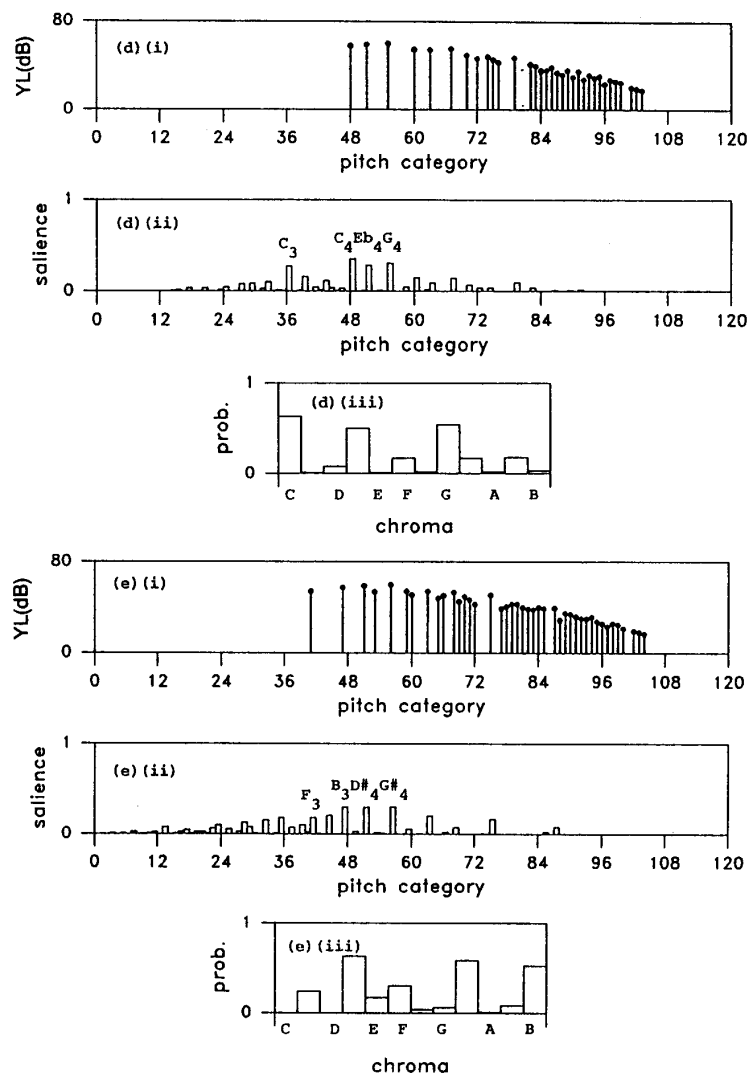 80
YL(dB)
(d)(i)
0
0 12 24 36 48 60 72 84 96 108 120
pitch category
1
salience
(d)(ii)
C3
C4Eb4G4
0
0 12 24 36 48 60 72 84 96 108 120
pitch category
1
prob.
(d)(iii)
0
C D E F G A B
chroma
80
YL(dB)
(e)(i)
0
0 12 24 36 48 60 72 84 96 108 120
pitch category
1
salience
(e)(ii)
F3
B3D#4G#4
0
0 12 24 36 48 60 72 84 96 108 120
pitch category
1
prob.
(e)(iii)
0
C D E F G A B
chroma